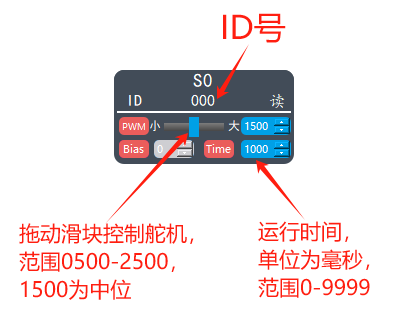 ID号
S0
ID 000 读
PWM 小 大 1500
Bias 0 Time 1000
拖动滑块控制舵机，
范围0500-2500，
1500为中位
运行时间，
单位为毫秒，
范围0-9999